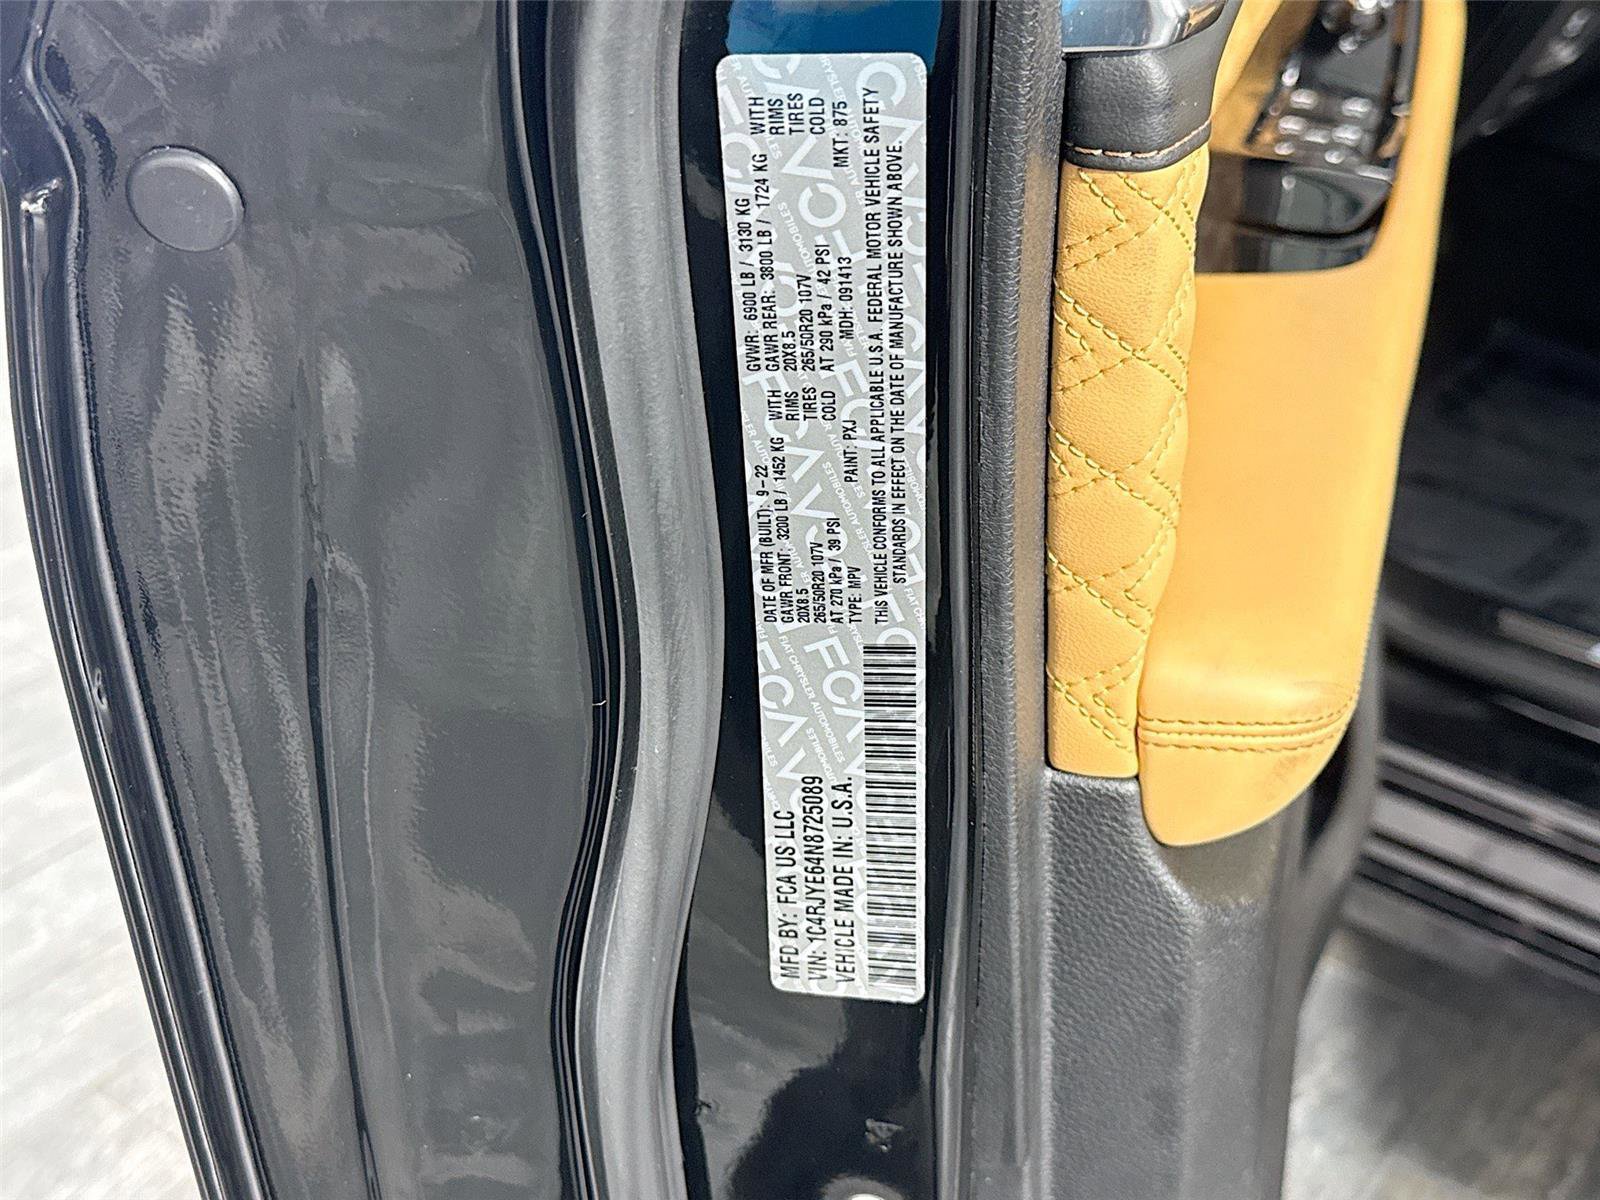 MFD BY: FCA US LLC
DATE OF MFR (BUILT): 9-22
GVWR: 6900 LB / 3130 KG
VIN: 1C4RJYE64N8725089
GAWR FRONT: 3200 LB / 1452 KG WITH
20X8.5 RIMS
265/50R20 107V TIRES
AT 270 kPa / 39 PSI COLD
GAWR REAR: 3800 LB / 1724 KG WITH
20X8.5 RIMS
265/50R20 107V TIRES
AT 290 kPa / 42 PSI COLD
VEHICLE MADE IN: U.S.A.
TYPE: MPV PAINT: PXJ MDH: 091413 MKT: 875
THIS VEHICLE CONFORMS TO ALL APPLICABLE U.S.A. FEDERAL MOTOR VEHICLE SAFETY
STANDARDS IN EFFECT ON THE DATE OF MANUFACTURE SHOWN ABOVE.